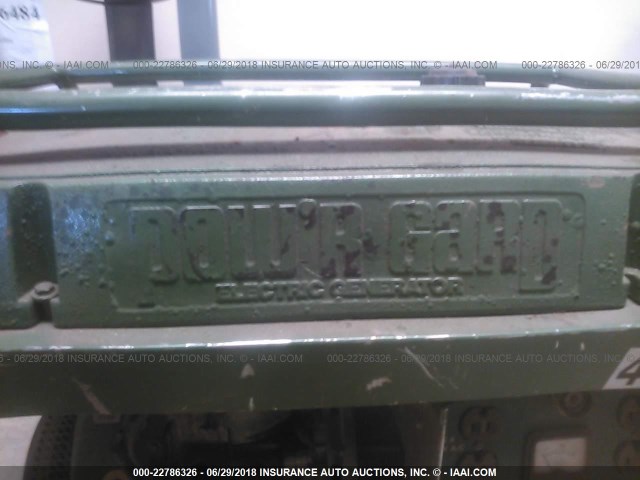 6484
000-22786326 - 06/29/2018 INSURANCE AUTO AUCTIONS, INC. © - IAAI.COM
POW'R GARD
ELECTRIC GENERATOR
000-22786326 - 06/29/2018 INSURANCE AUTO AUCTIONS, INC. © - IAAI.COM
4
000-22786326 - 06/29/2018 INSURANCE AUTO AUCTIONS, INC. © - IAAI.COM